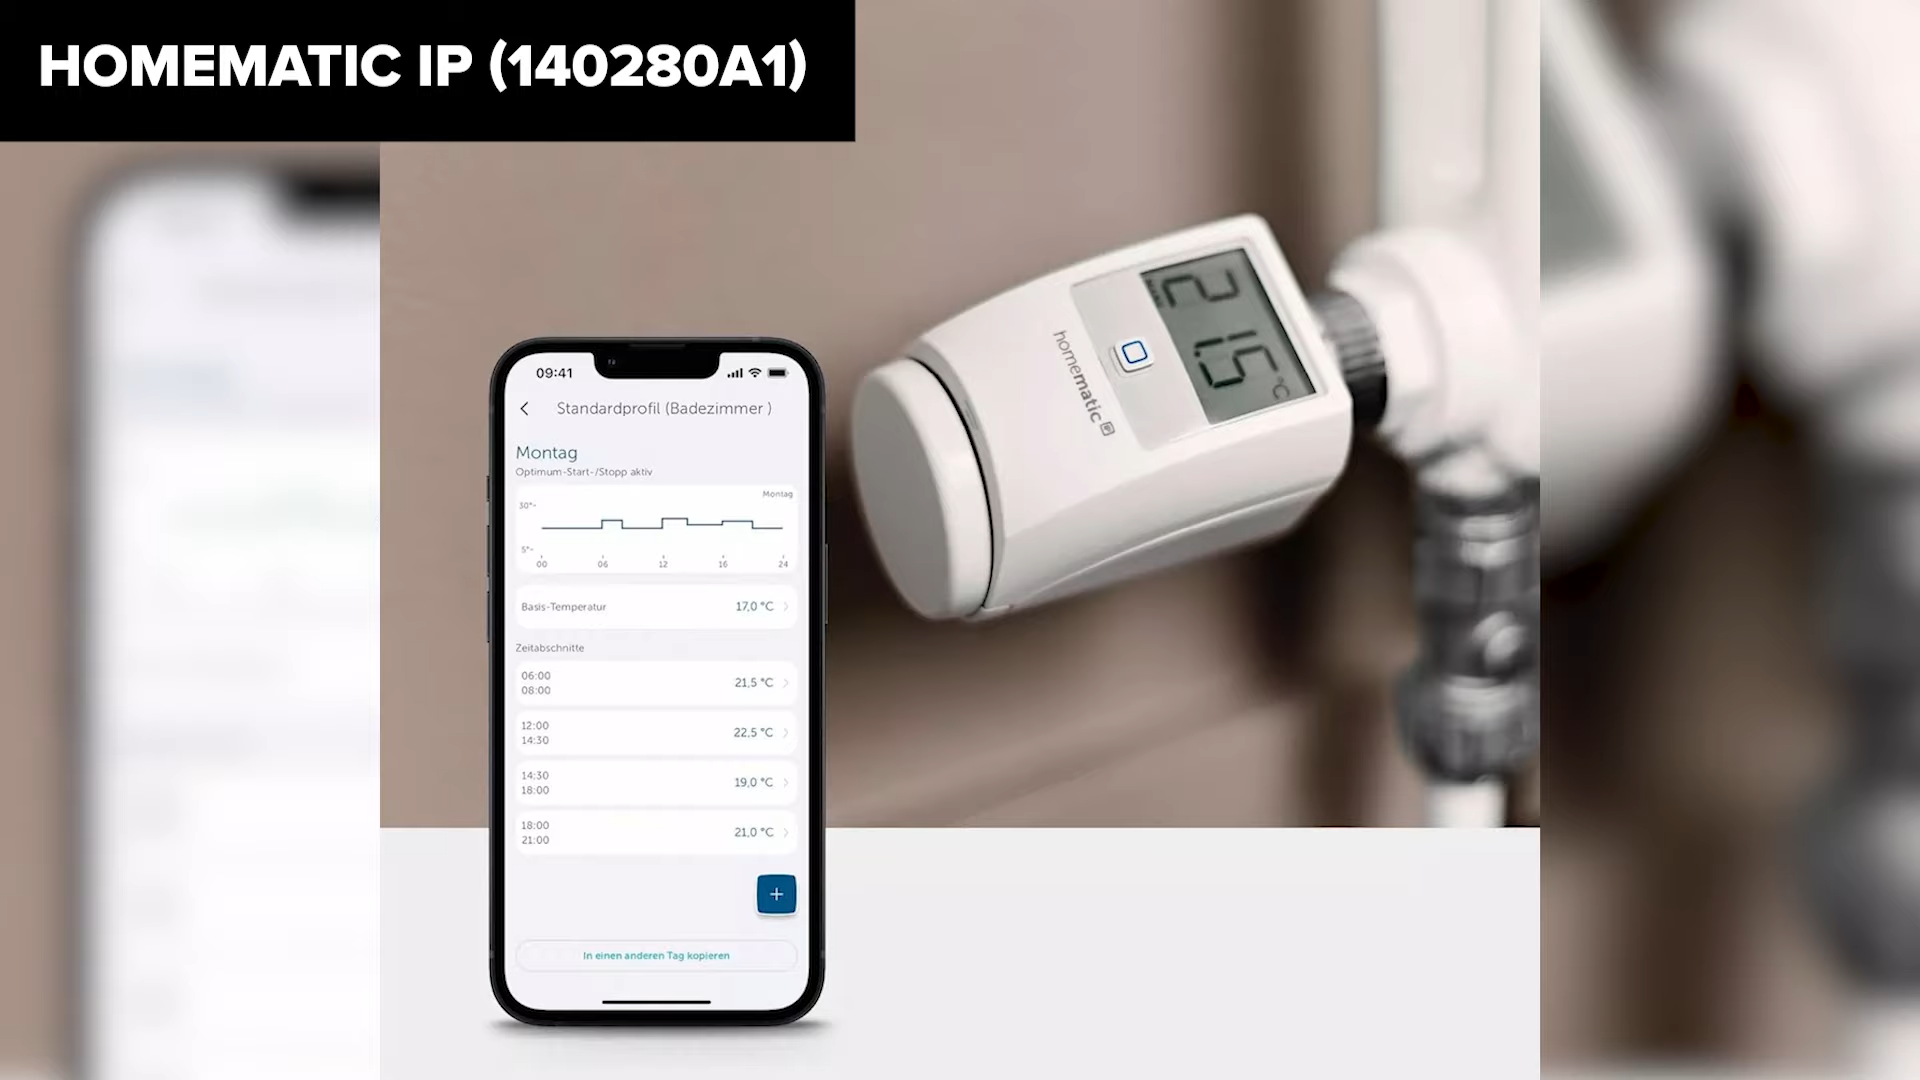 HOMEMATIC IP (140280A1)
09:41
Standardprofil (Badezimmer )
Montag
Optimum-Start-/Stopp aktiv
Montag
30°-
5°-
00 06 12 16 24
Basis-Temperatur 17,0 °C
Zeitabschnitte
06:00
08:00
21,5 °C
12:00
14:30
22,5 °C
14:30
18:00
19,0 °C
18:00
21:00
21,0 °C
+
In einen anderen Tag kopieren
homematic IP
21.5 °C